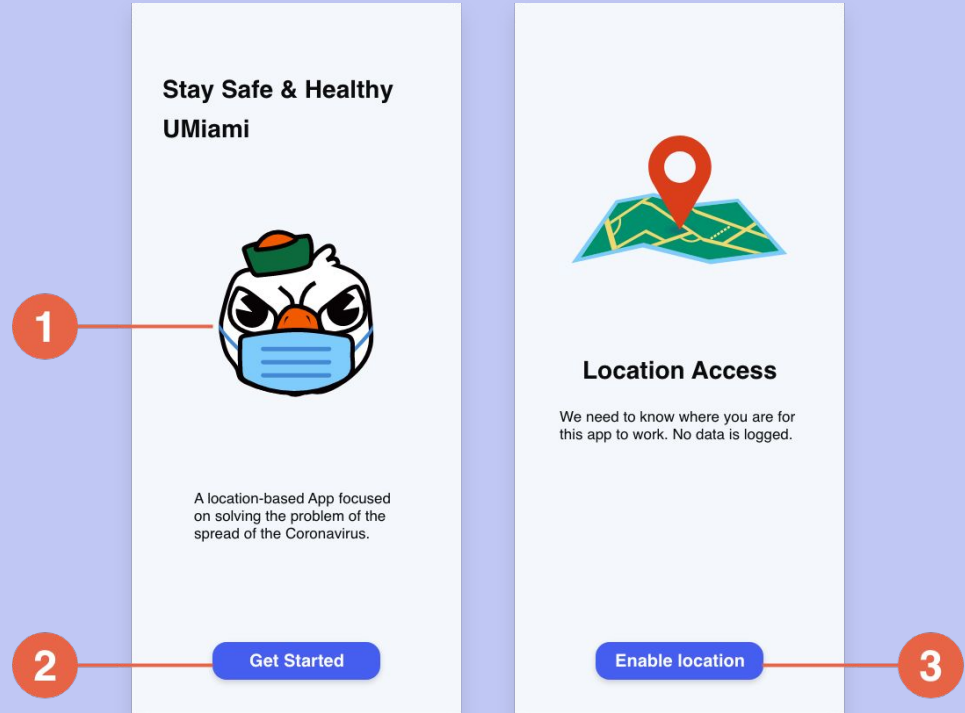 Stay Safe & Healthy
UMiami
1
A location-based App focused
on solving the problem of the
spread of the Coronavirus.
2
Get Started
Location Access
We need to know where you are for
this app to work. No data is logged.
Enable location
3